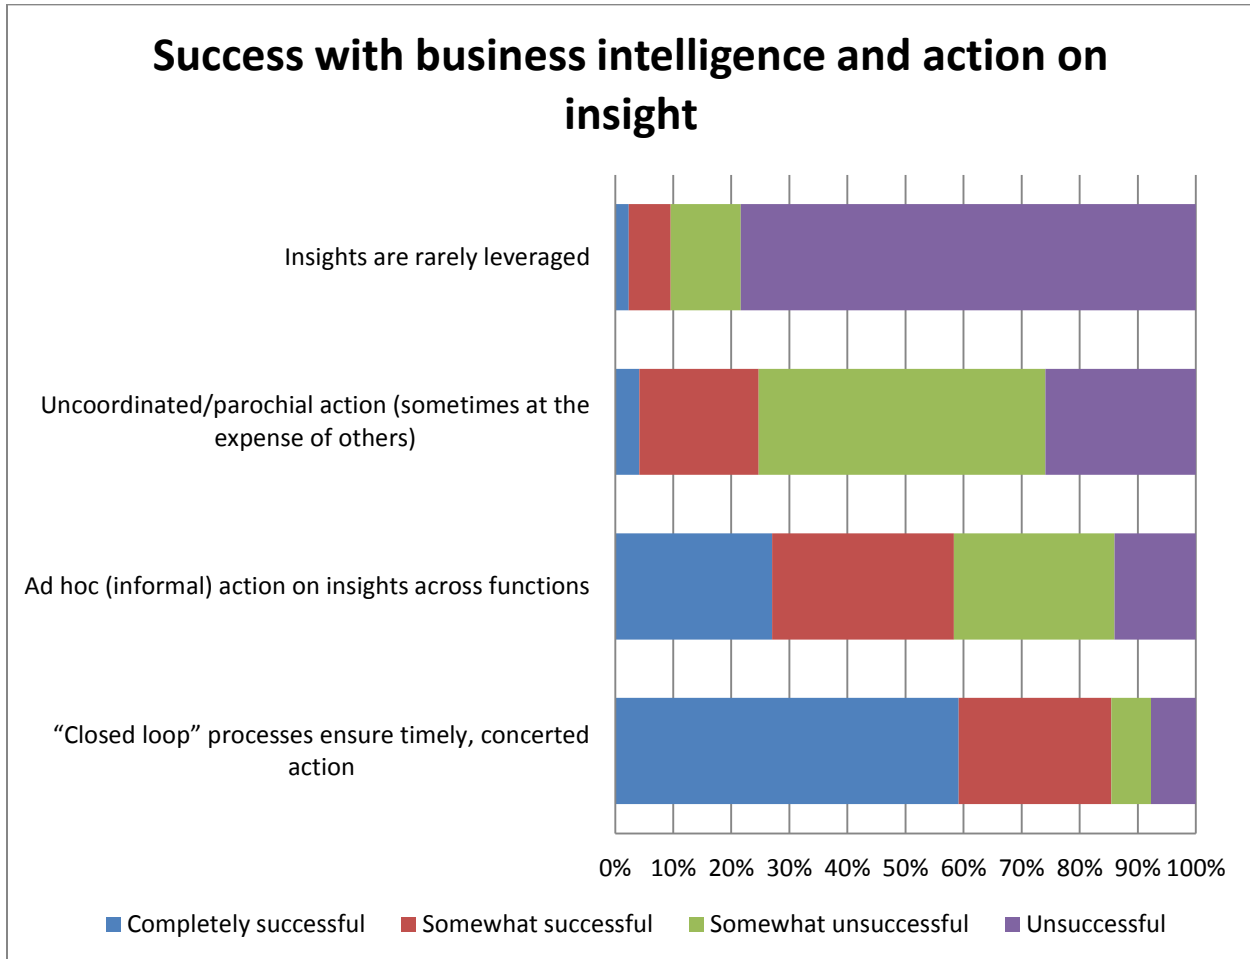 Success with business intelligence and action on
insight
Insights are rarely leveraged
Uncoordinated/parochial action (sometimes at the
expense of others)
Ad hoc (informal) action on insights across functions
“Closed loop” processes ensure timely, concerted
action
0% 10% 20% 30% 40% 50% 60% 70% 80% 90% 100%
Completely successful Somewhat successful Somewhat unsuccessful Unsuccessful